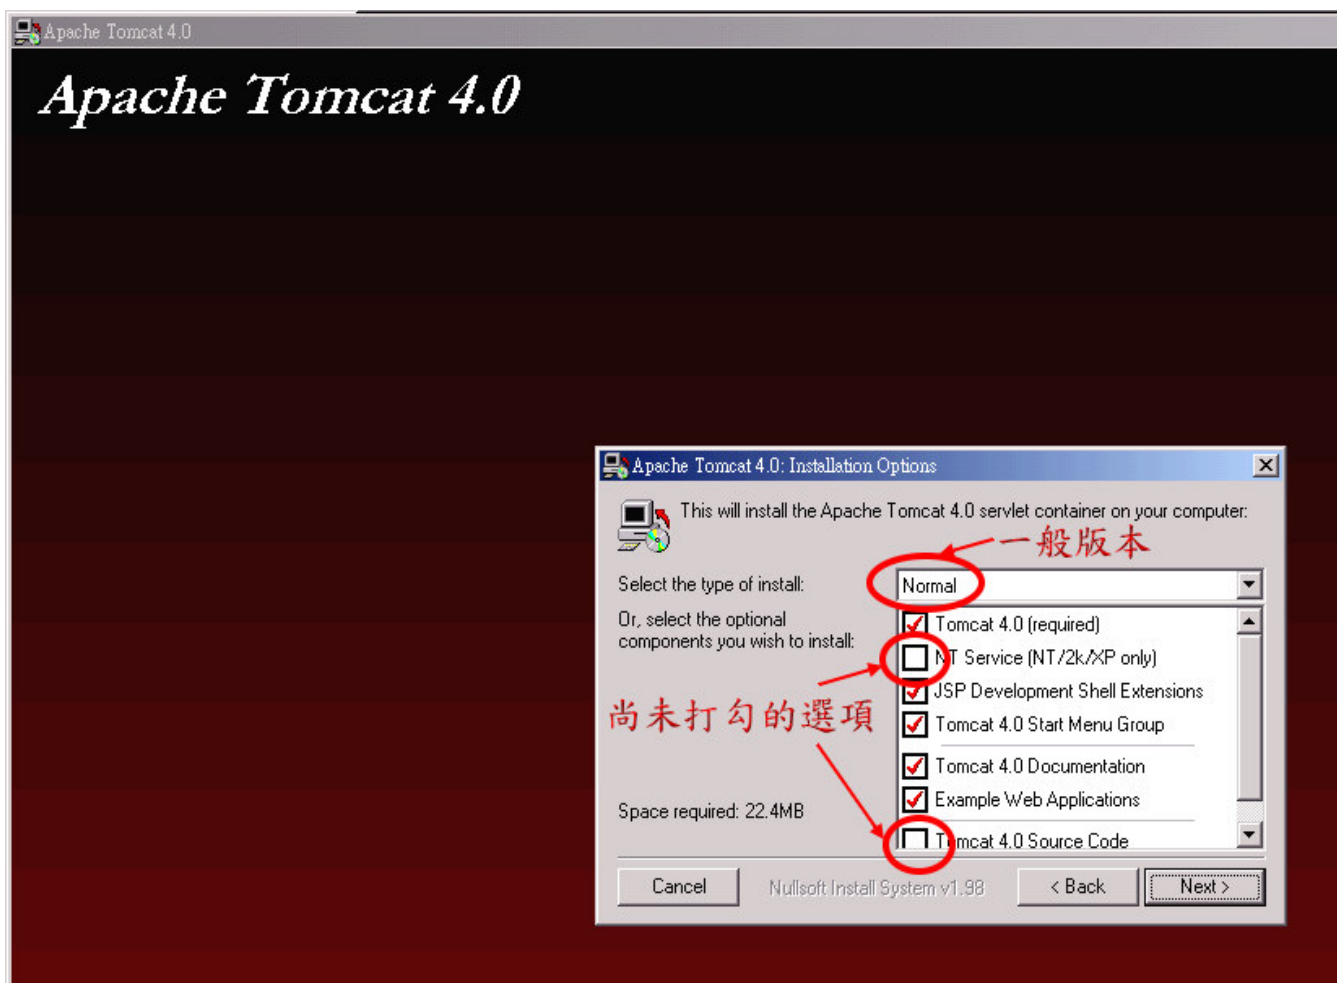 Apache Tomcat 4.0
Apache Tomcat 4.0
Apache Tomcat 4.0: Installation Options
This will install the Apache Tomcat 4.0 servlet container on your computer:
一般版本
Select the type of install:
Normal
Or, select the optional
components you wish to install:
Tomcat 4.0 (required)
NT Service (NT/2k/XP only)
JSP Development Shell Extensions
Tomcat 4.0 Start Menu Group
尚未打勾的選項
Tomcat 4.0 Documentation
Example Web Applications
Space required: 22.4MB
Tomcat 4.0 Source Code
Cancel
Nullsoft Install System v1.98
< Back
Next >